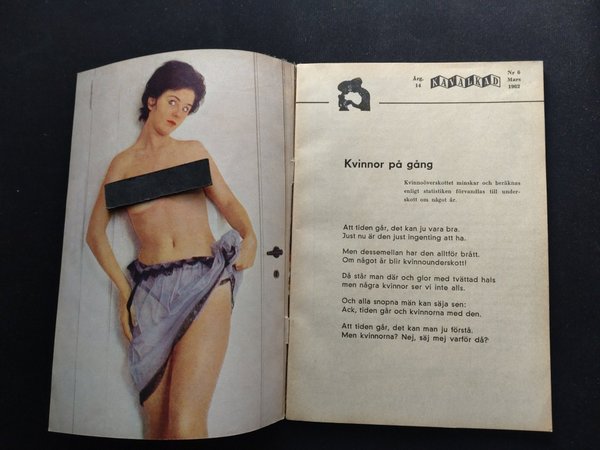 Årg. 14
KAVALKAD
Nr 6
Mars
1962
Kvinnor på gång
Kvinnoöverskottet minskar och beräknas
enligt statistiken förvandlas till under-
skott om något år.
Att tiden går, det kan ju vara bra.
Just nu är den just ingenting att ha.
Men dessemellan har den alltför brått.
Om något år blir kvinnounderskott!
Då står man där och glor med tvättad hals
men några kvinnor ser vi inte alls.
Och alla snopna män kan säja sen:
Ack, tiden går och kvinnorna med den.
Att tiden går, det kan man ju förstå.
Men kvinnorna? Nej, säj mej varför då?